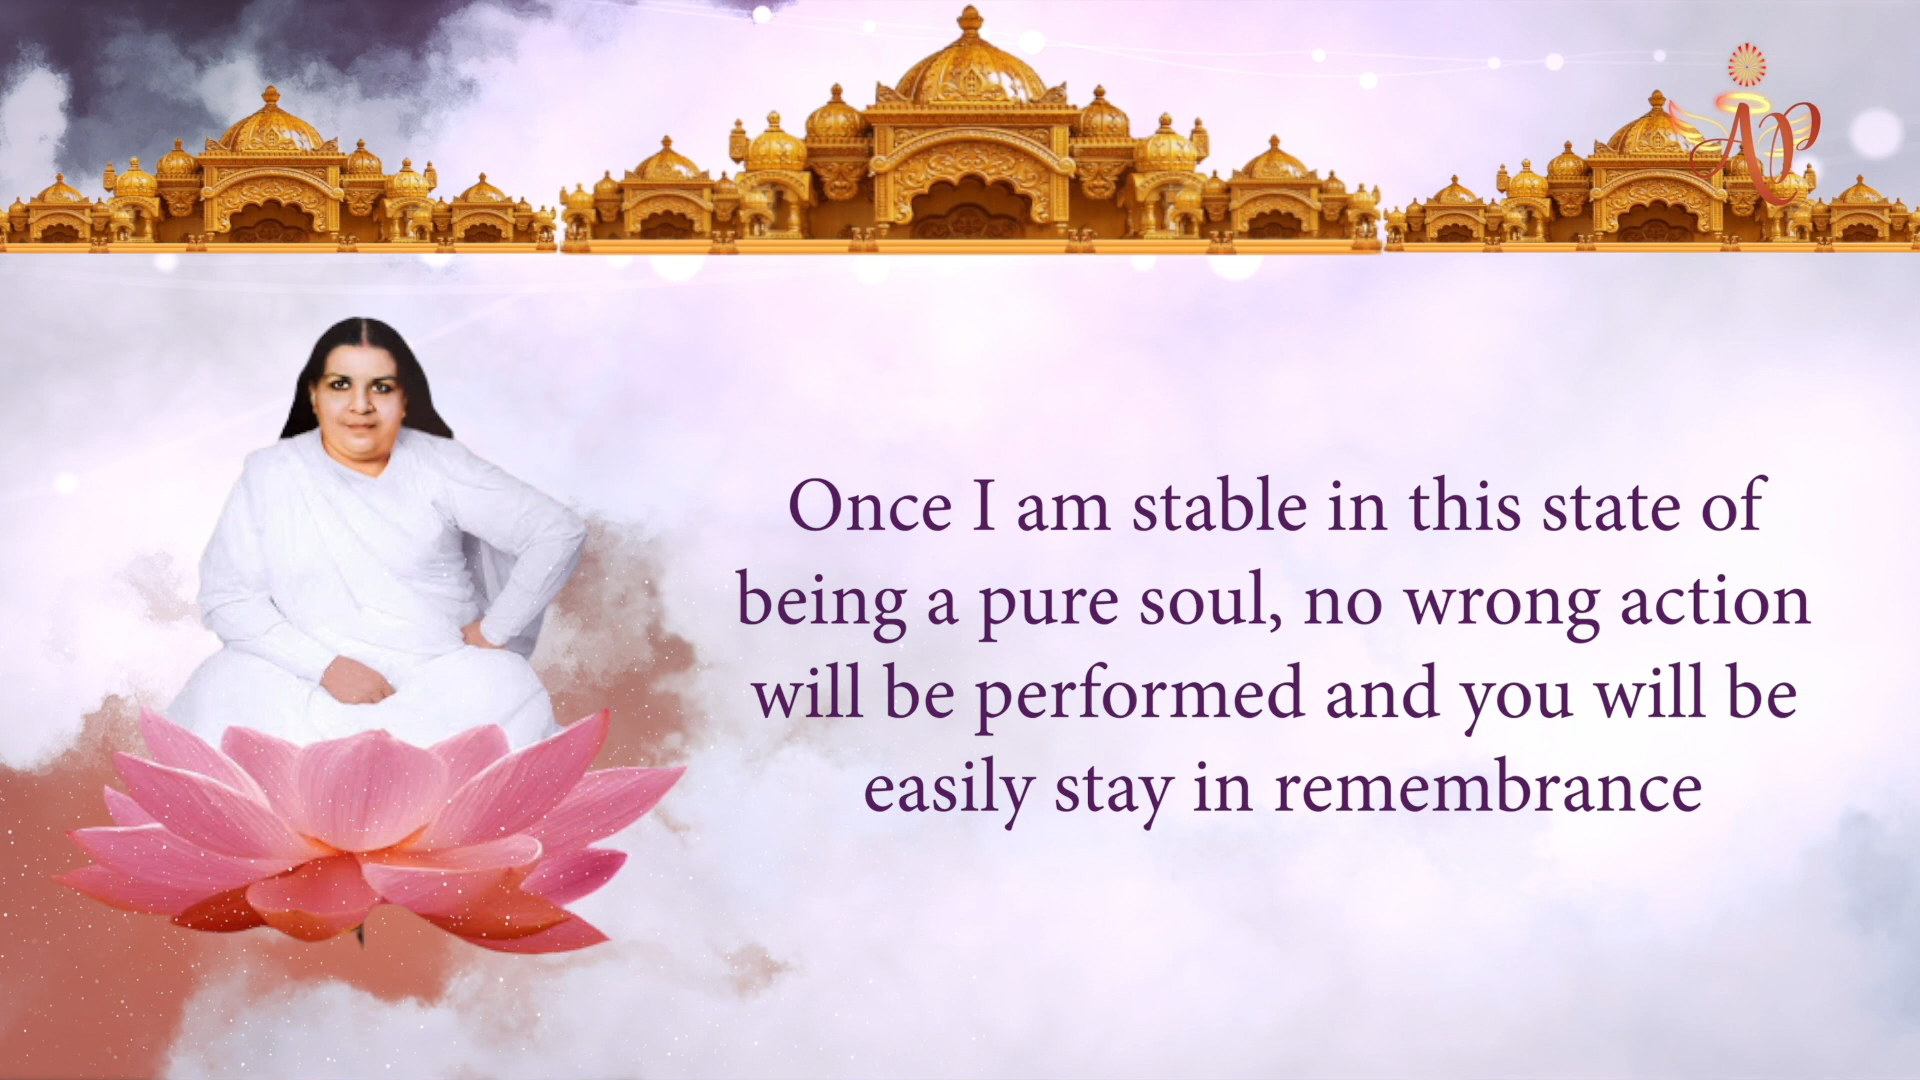 AP
Once I am stable in this state of
being a pure soul, no wrong action
will be performed and you will be
easily stay in remembrance